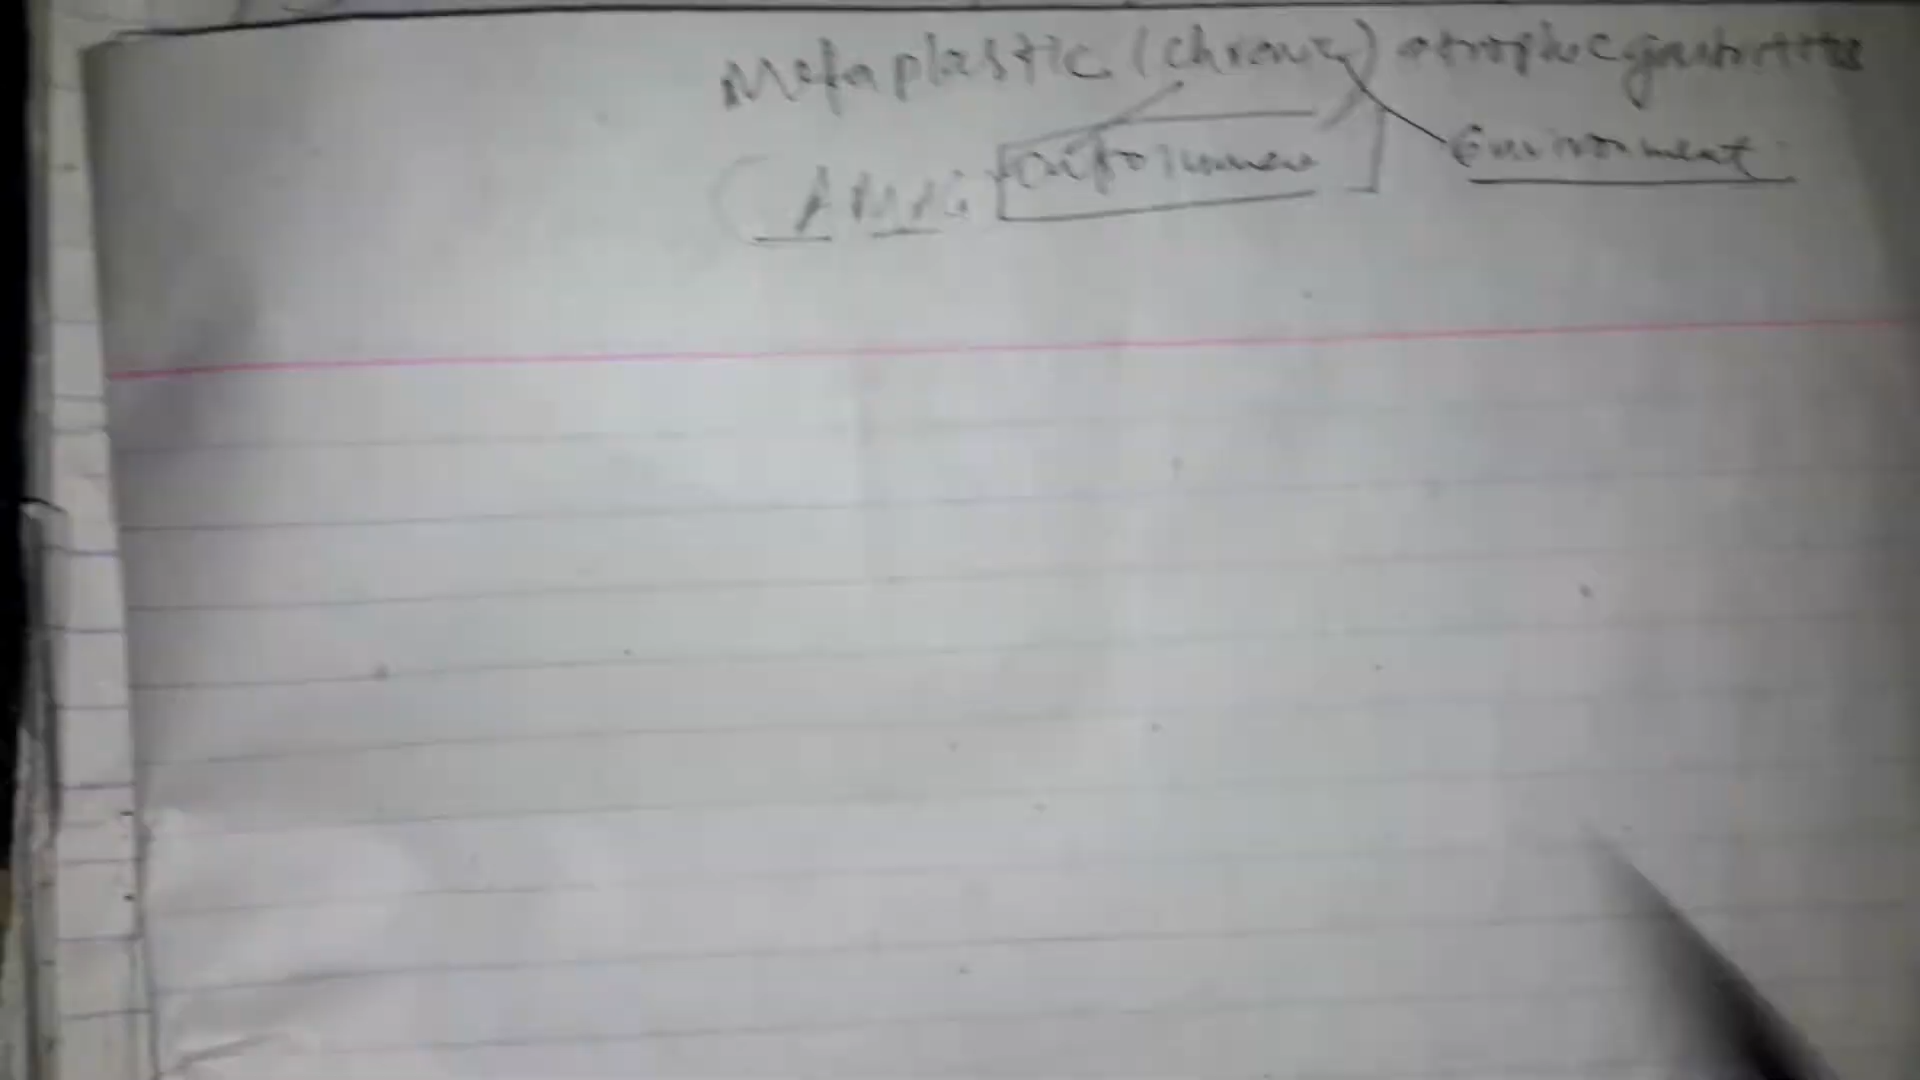 Metaplastic (chronic) atrophic gastritis
(AMAG) autoimmune Environment